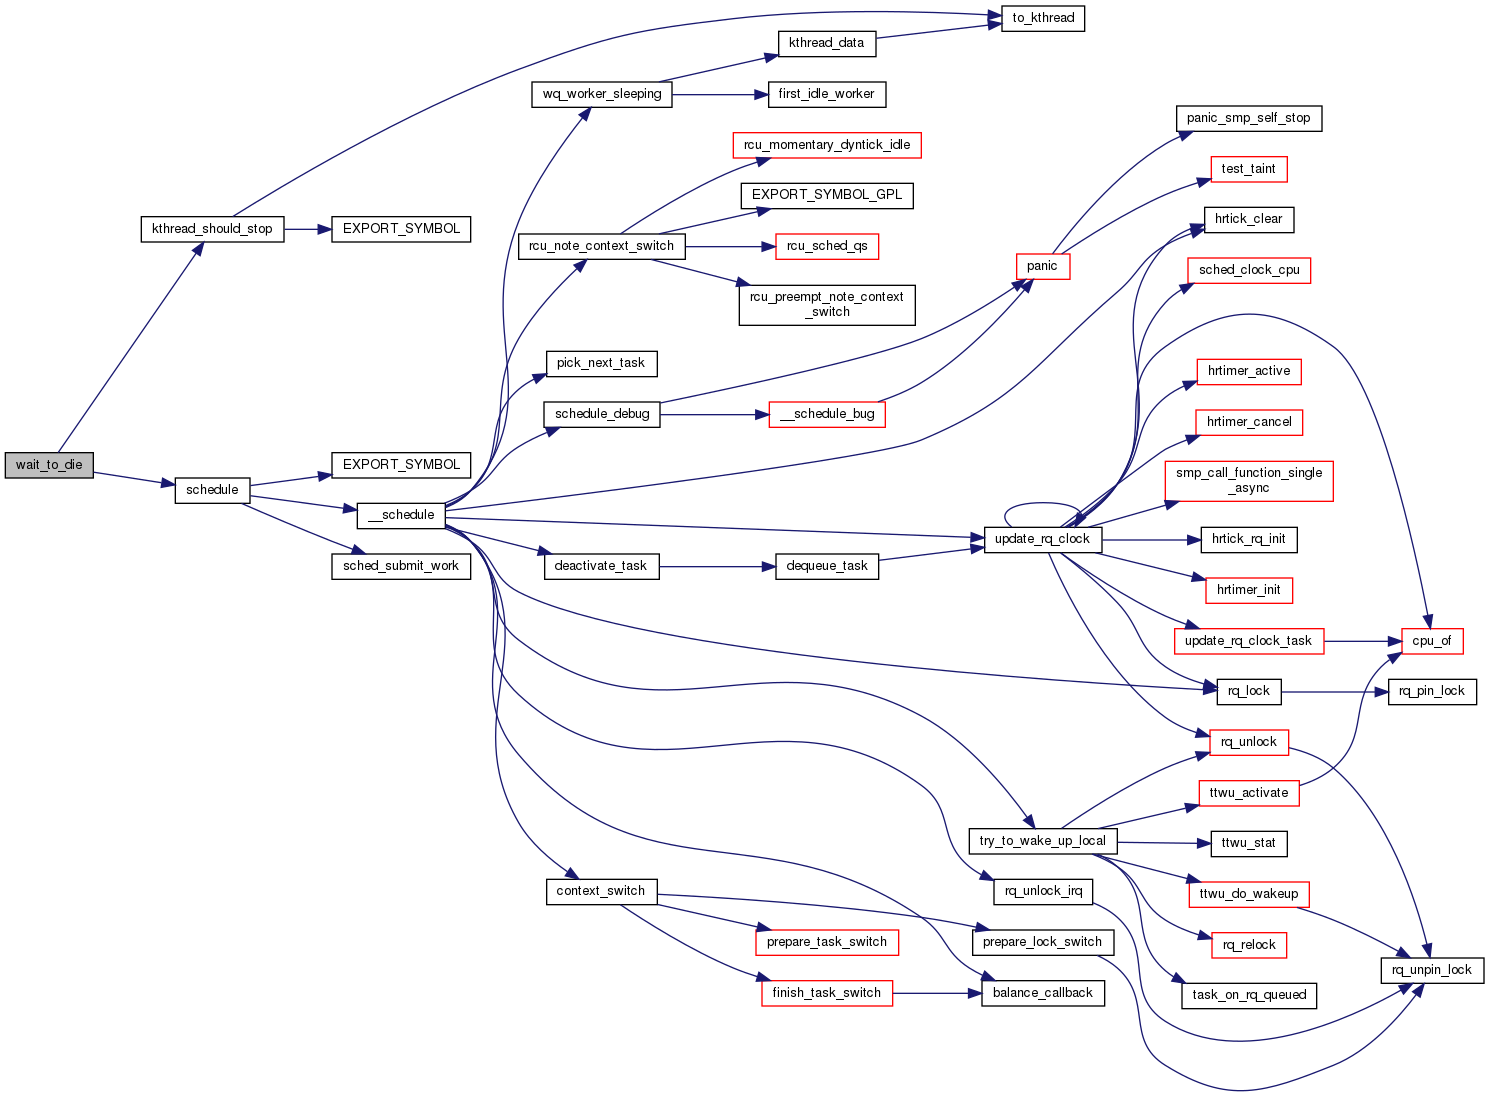 to_kthread
kthread_data
wq_worker_sleeping
first_idle_worker
panic_smp_self_stop
rcu_momentary_dyntick_idle
test_taint
EXPORT_SYMBOL_GPL
hrtick_clear
kthread_should_stop
EXPORT_SYMBOL
rcu_note_context_switch
rcu_sched_qs
panic
sched_clock_cpu
rcu_preempt_note_context
_switch
pick_next_task
hrtimer_active
schedule_debug
__schedule_bug
hrtimer_cancel
wait_to_die
EXPORT_SYMBOL
smp_call_function_single
_async
schedule
__schedule
update_rq_clock
hrtick_rq_init
sched_submit_work
deactivate_task
dequeue_task
hrtimer_init
update_rq_clock_task
cpu_of
rq_lock
rq_pin_lock
rq_unlock
ttwu_activate
try_to_wake_up_local
ttwu_stat
context_switch
rq_unlock_irq
ttwu_do_wakeup
prepare_task_switch
prepare_lock_switch
rq_relock
rq_unpin_lock
finish_task_switch
balance_callback
task_on_rq_queued